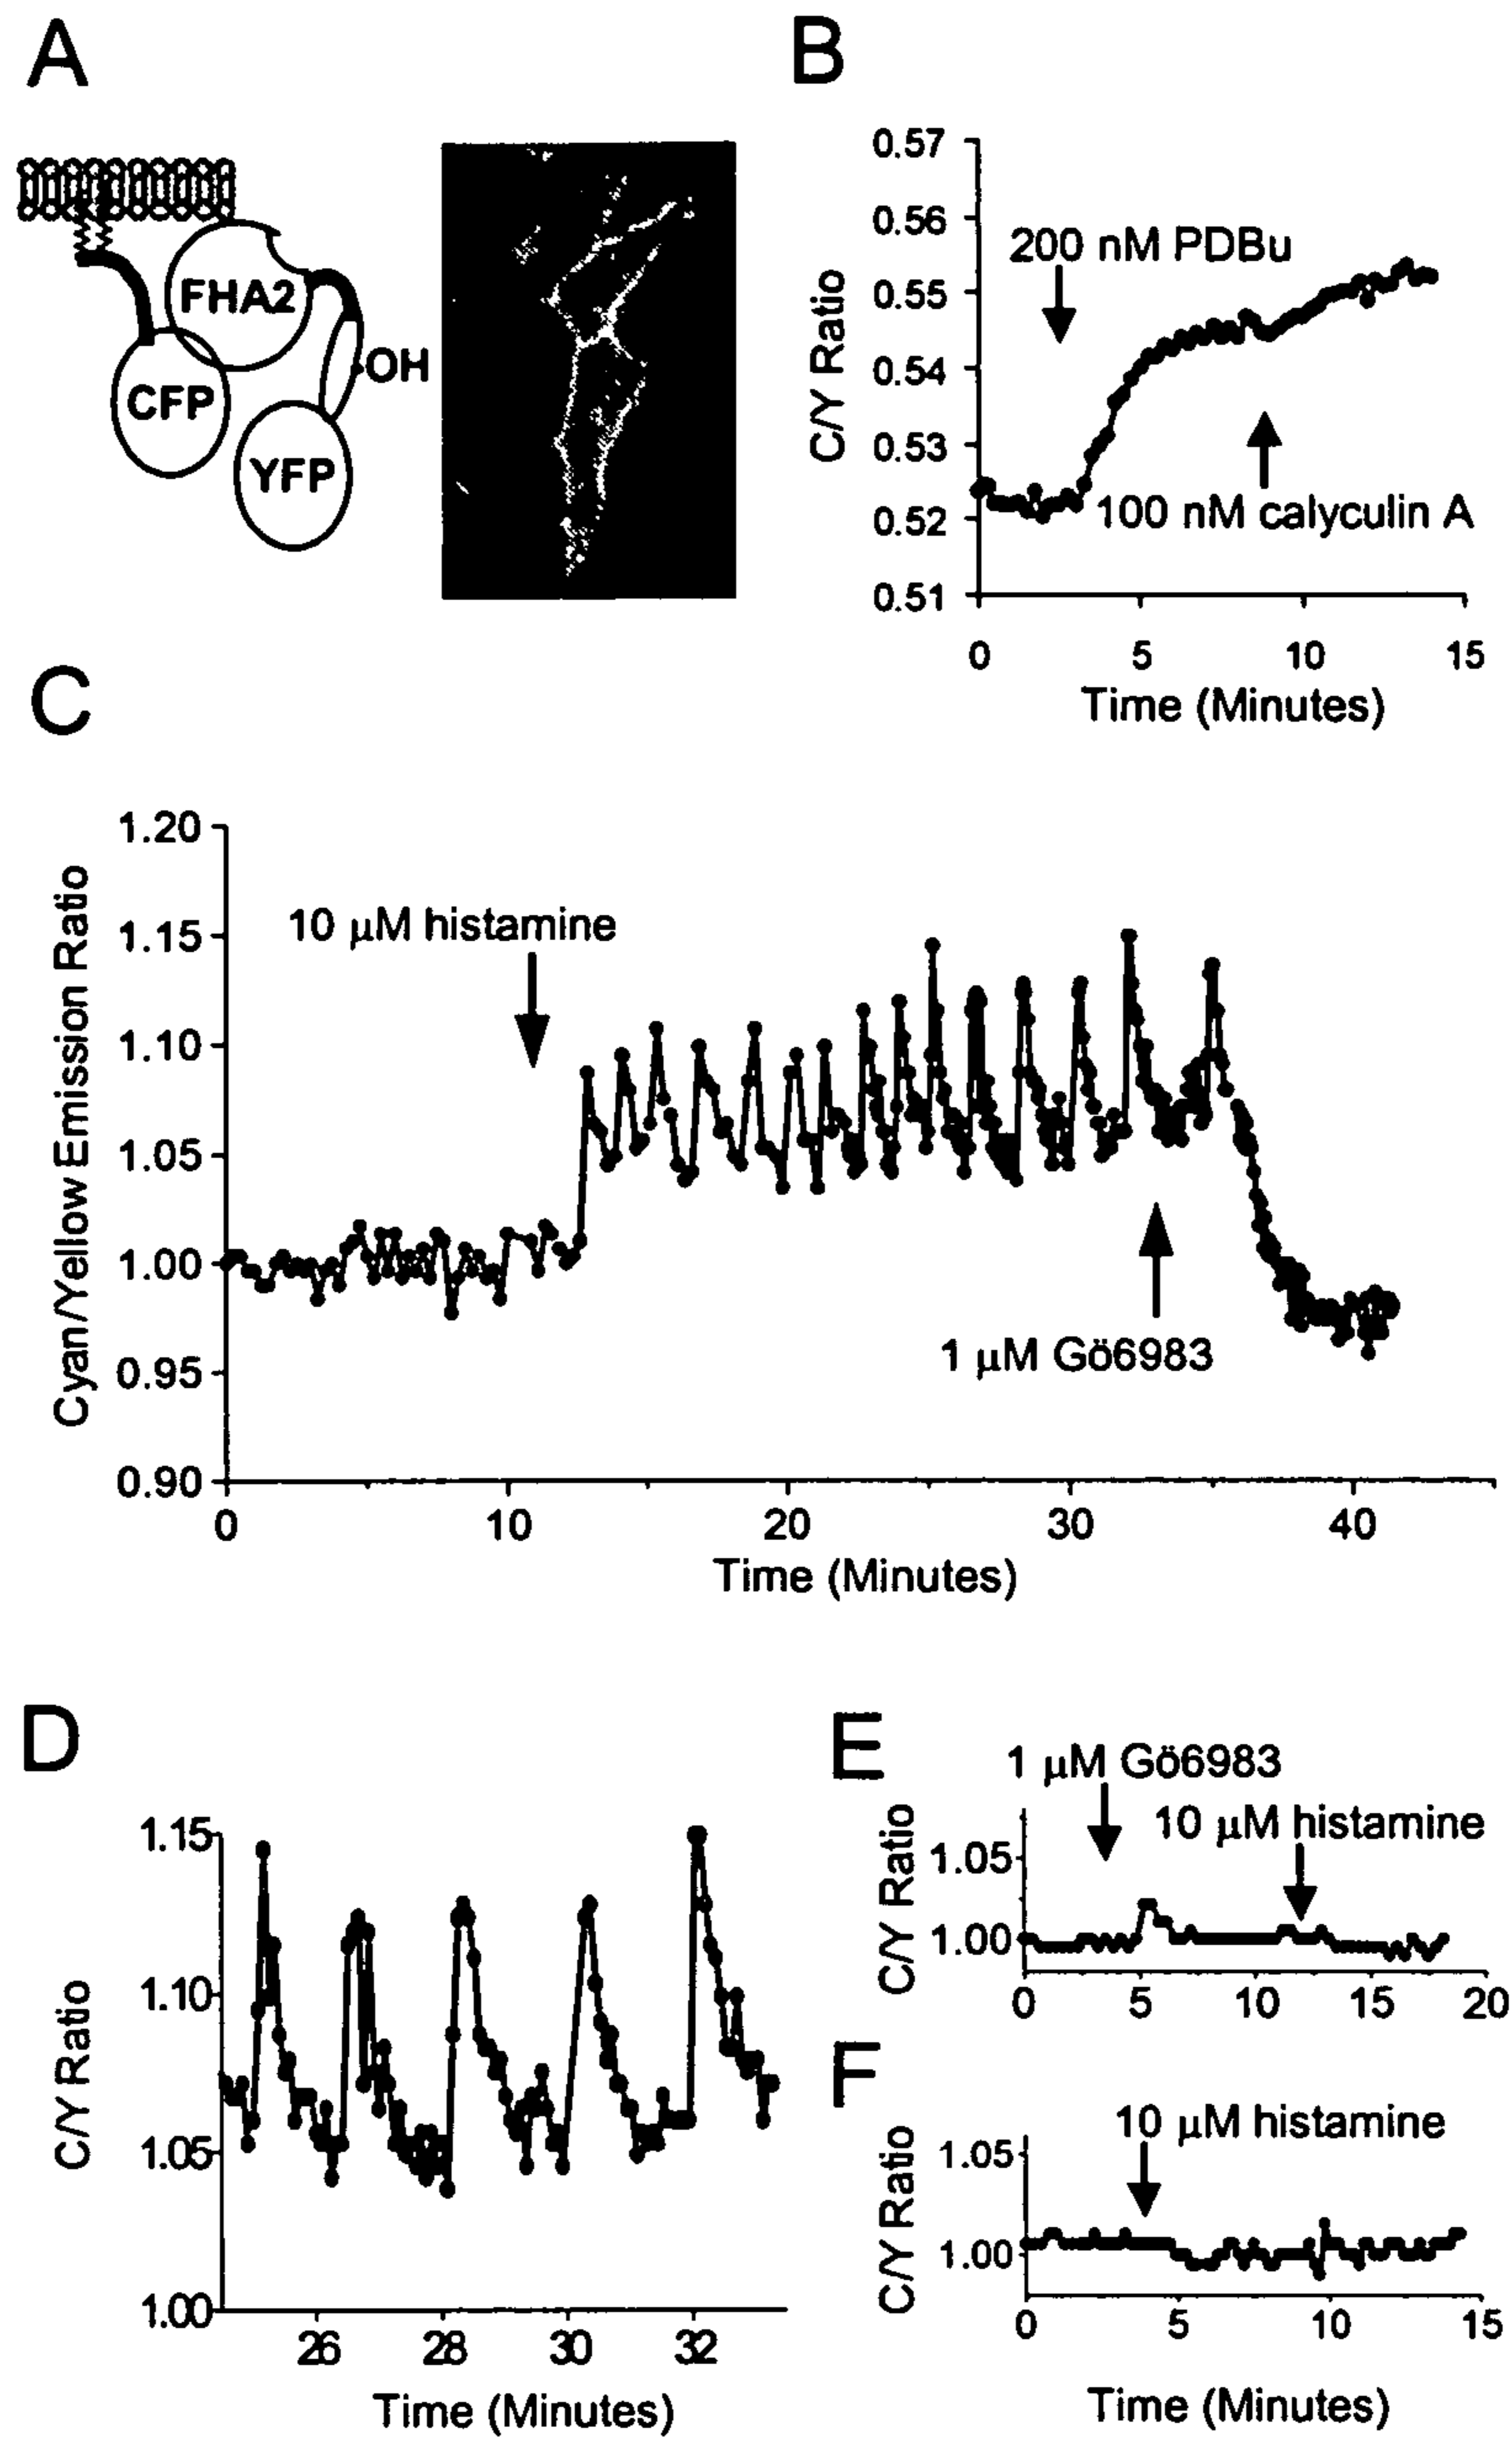 A
FHA2
CFP
OH
YFP
B
0.57
0.56
0.55
0.54
0.53
0.52
0.51
C/Y Ratio
200 nM PDBu
100 nM calyculin A
0 5 10 15
Time (Minutes)
C
1.20
1.15
1.10
1.05
1.00
0.95
0.90
Cyan/Yellow Emission Ratio
10 µM histamine
1 µM Gö6983
0 10 20 30 40
Time (Minutes)
D
1.15
1.10
1.05
1.00
C/Y Ratio
26 28 30 32
Time (Minutes)
E
1 µM Gö6983
10 µM histamine
1.05
1.00
C/Y Ratio
0 5 10 15 20
F
10 µM histamine
1.05
1.00
C/Y Ratio
0 5 10 15
Time (Minutes)